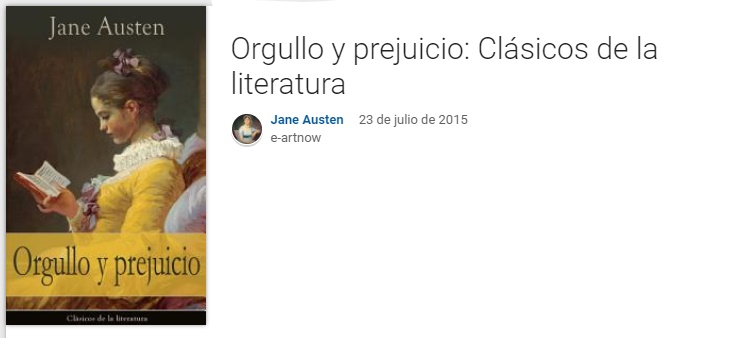 Jane Austen
Orgullo y prejuicio
Clásicos de la literatura
Orgullo y prejuicio: Clásicos de la
literatura
Jane Austen 23 de julio de 2015
e-artnow